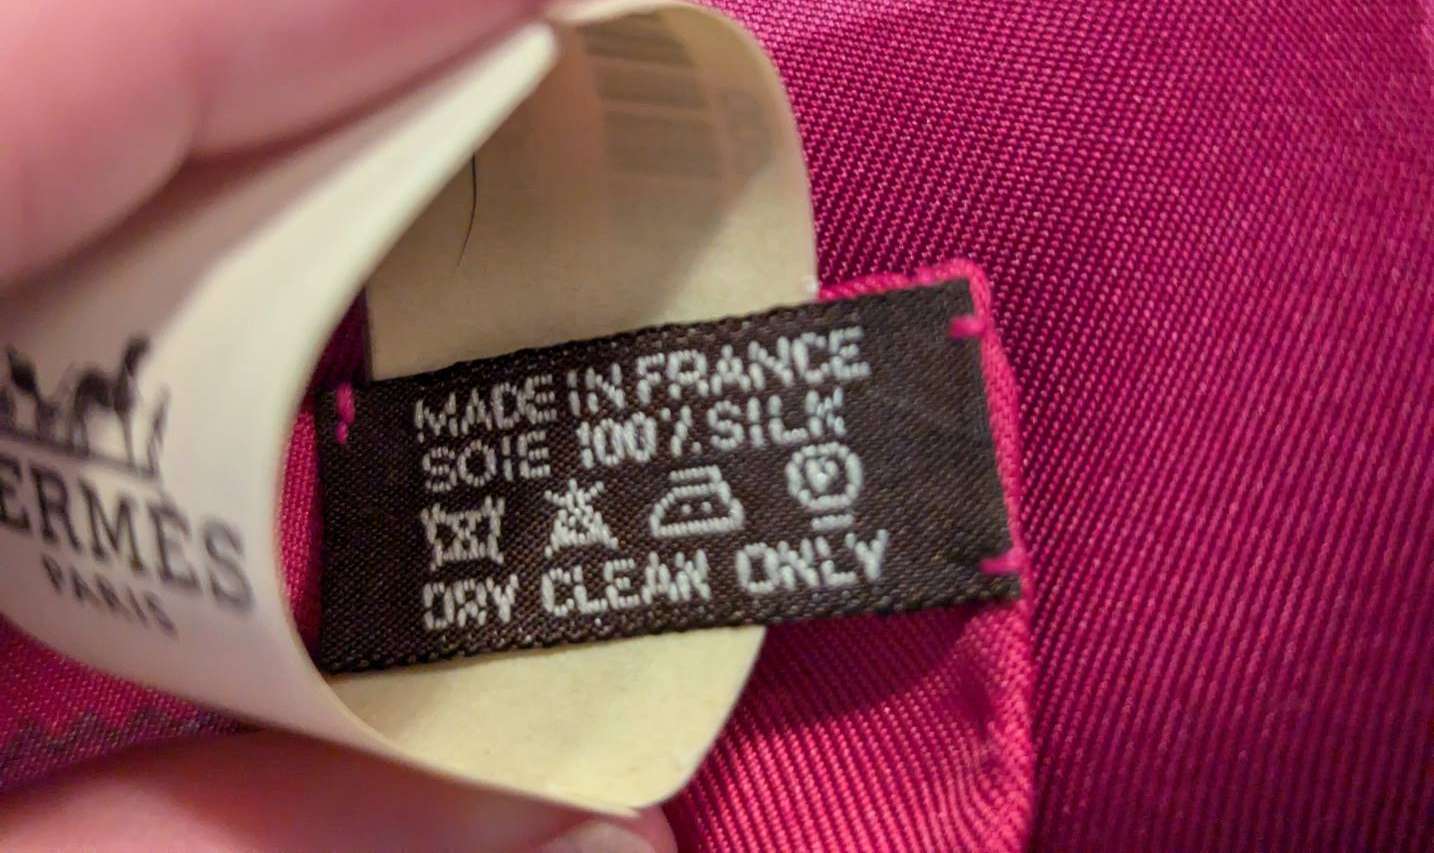 ERMÈS
PARIS
MADE IN FRANCE
SOIE 100% SILK
P
DRY CLEAN ONLY